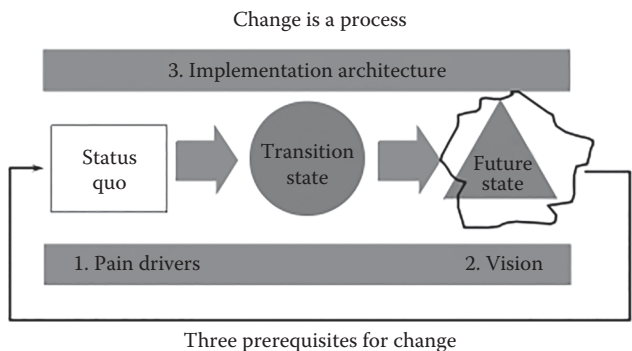 Change is a process
3. Implementation architecture
Status
quo
Transition
state
Future
state
1. Pain drivers
2. Vision
Three prerequisites for change